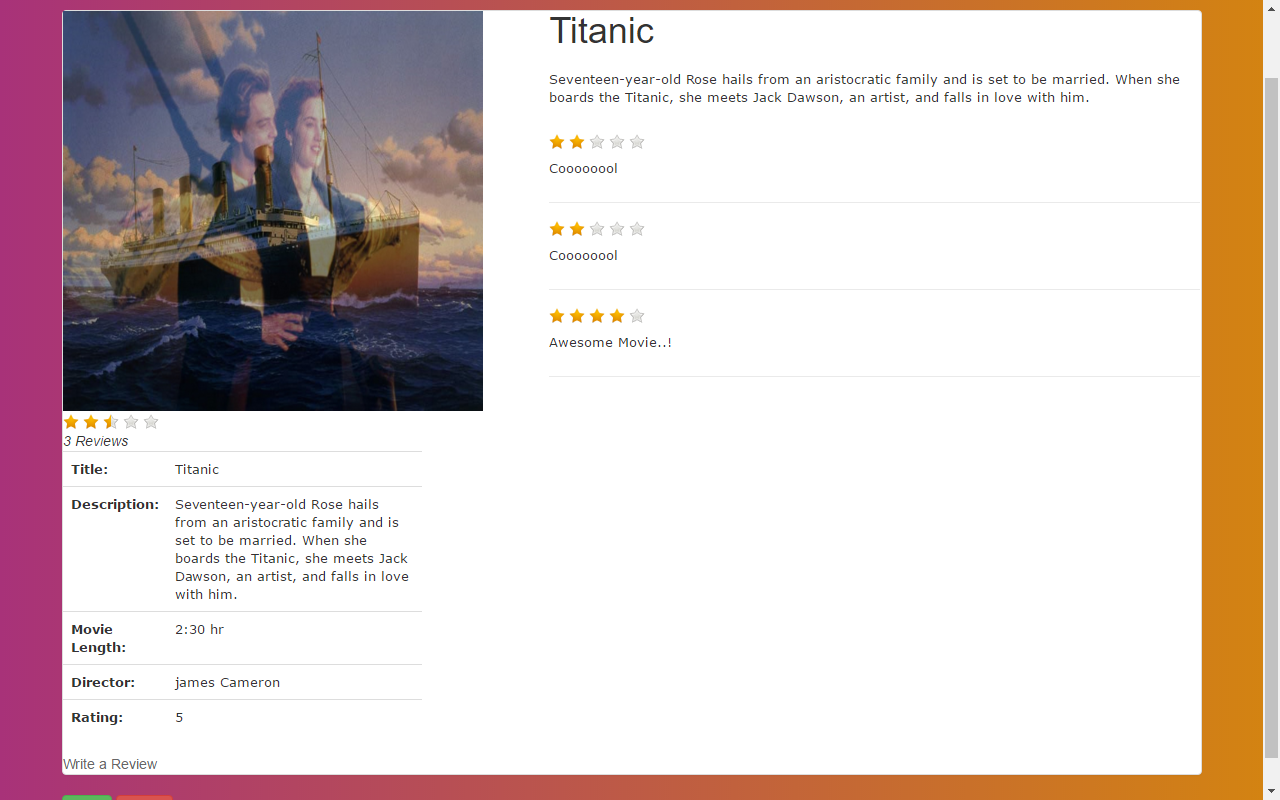 Titanic
Seventeen-year-old Rose hails from an aristocratic family and is set to be married. When she
boards the Titanic, she meets Jack Dawson, an artist, and falls in love with him.
Coooooool
Coooooool
Awesome Movie..!
3 Reviews
Title: Titanic
Description: Seventeen-year-old Rose hails
from an aristocratic family and is
set to be married. When she
boards the Titanic, she meets Jack
Dawson, an artist, and falls in love
with him.
Movie 2:30 hr
Length:
Director: james Cameron
Rating: 5
Write a Review